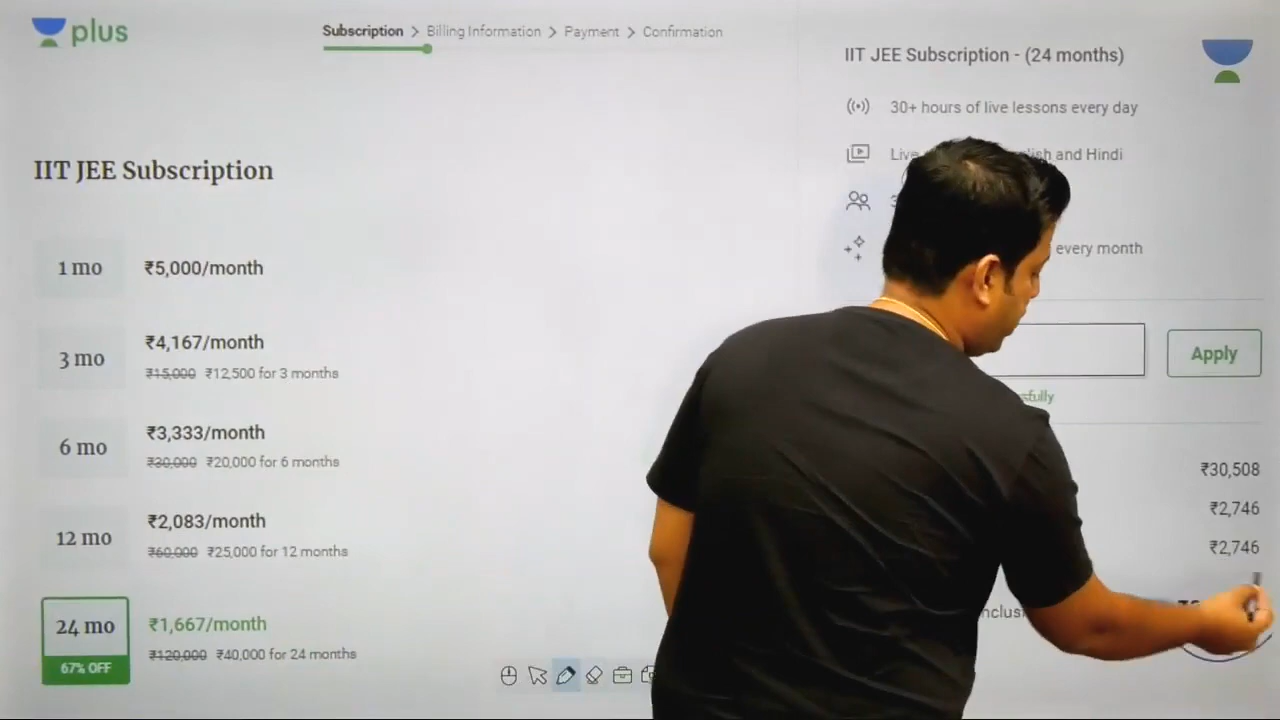 plus
Subscription > Billing Information > Payment > Confirmation
IIT JEE Subscription
1 mo ₹5,000/month
3 mo ₹4,167/month
₹15,000 ₹12,500 for 3 months
6 mo ₹3,333/month
₹30,000 ₹20,000 for 6 months
12 mo ₹2,083/month
₹60,000 ₹25,000 for 12 months
24 mo ₹1,667/month
67% OFF ₹120,000 ₹40,000 for 24 months
IIT JEE Subscription - (24 months)
30+ hours of live lessons every day
and Hindi
every month
Apply
₹30,508
₹2,746
₹2,746